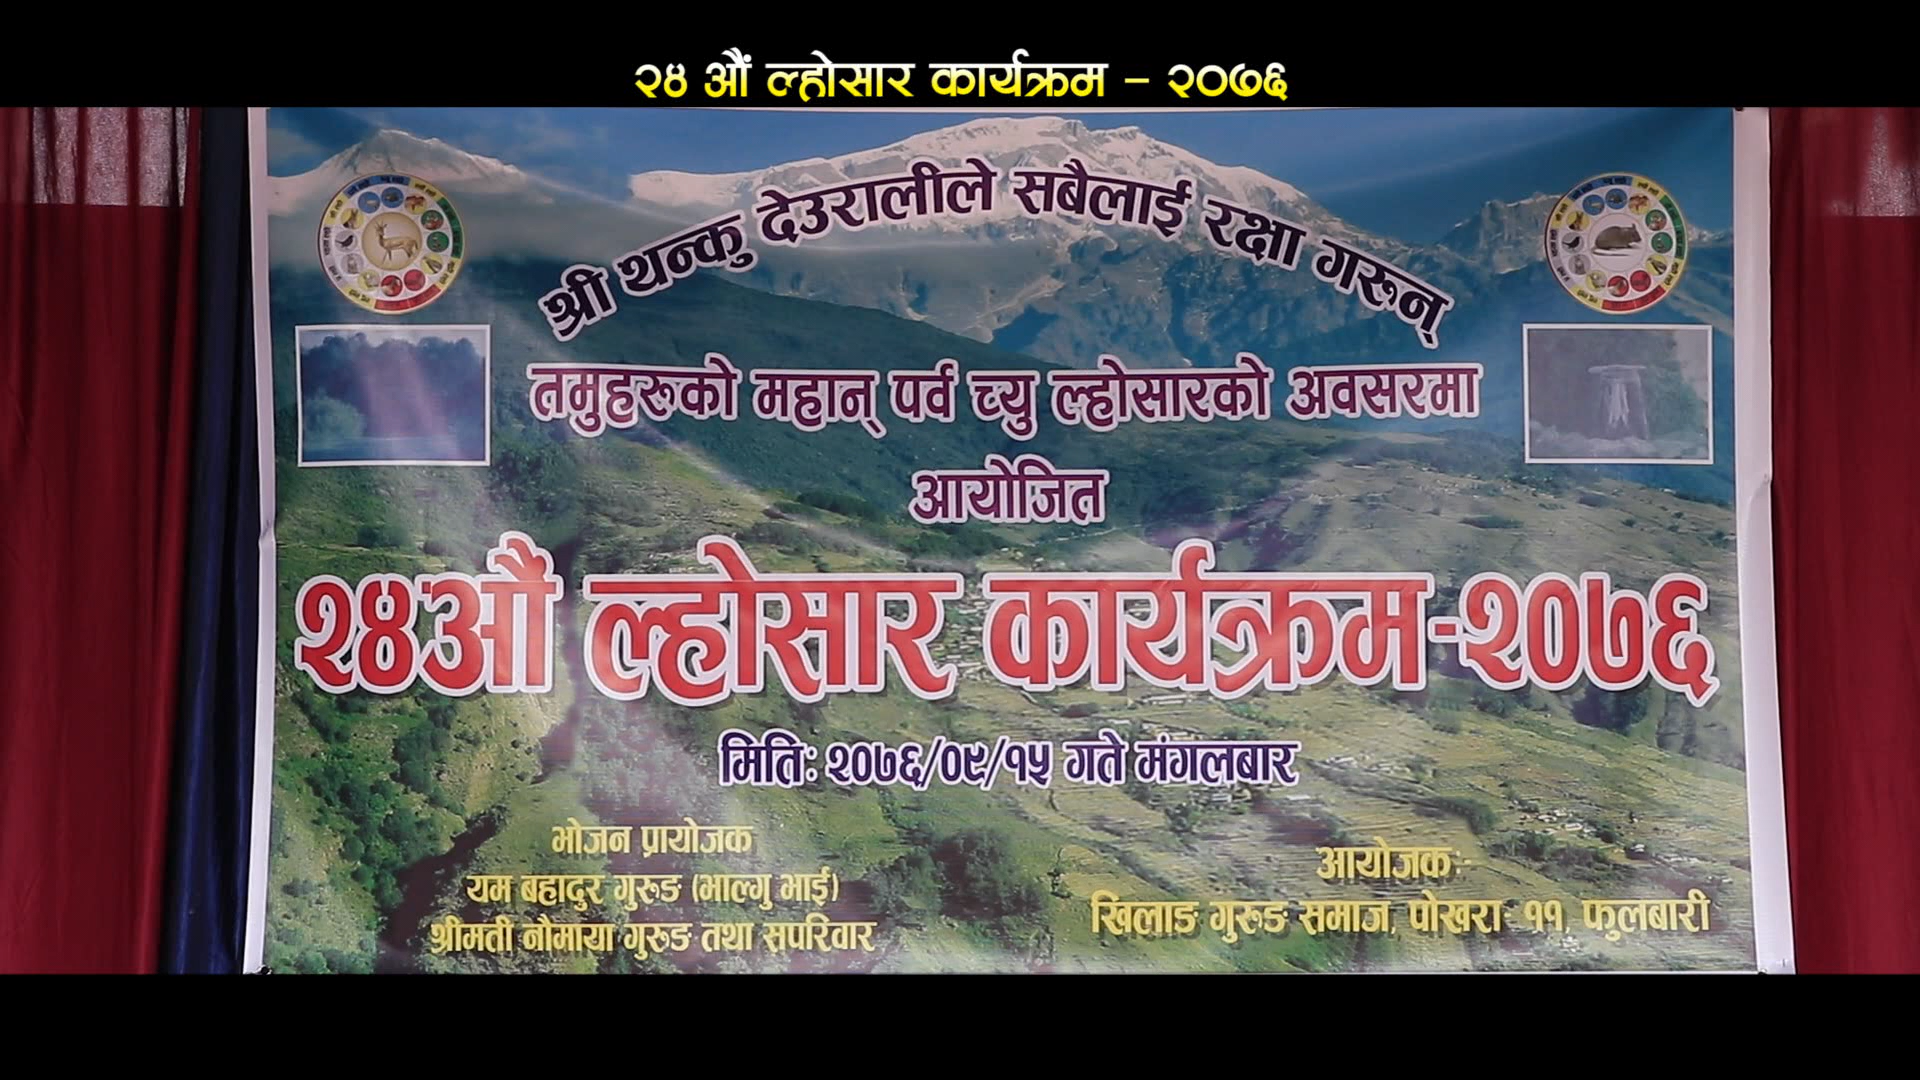 २४ औं ल्होसार कार्यक्रम - २०७६
श्री थन्कु देउरालीले सबैलाई रक्षा गरून्
तमुहरुको महान् पर्व च्यु ल्होसारको अवसरमा
आयोजित
२४औं ल्होसार कार्यक्रम-२०७६
मिति: २०७६/०९/१५ गते मंगलबार
भोजन प्रायोजक
यम बहादुर गुरुङ (भाल्गु भाई)
श्रीमती नौमाया गुरुङ तथा सपरिवार
आयोजक:-
खिलाङ गुरुङ समाज, पोखरा- ११, फुलबारी